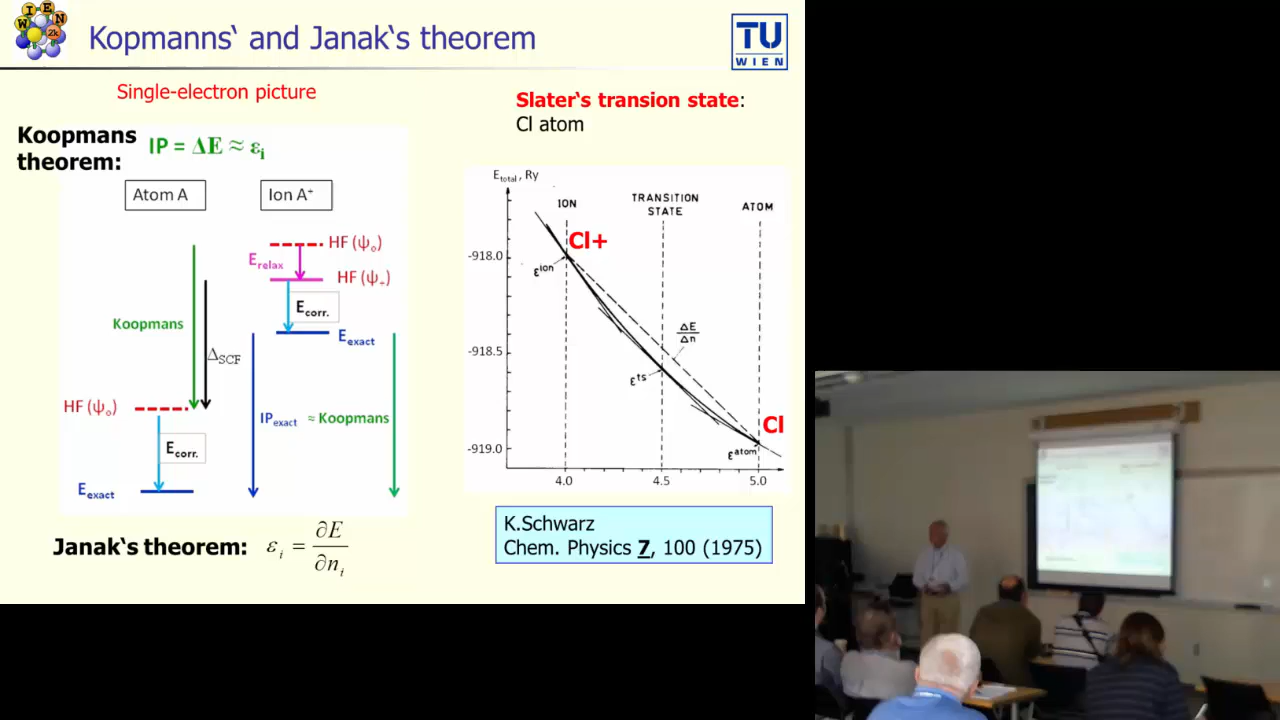 WIEN
2k
Kopmanns‘ and Janak‘s theorem
TU
WIEN
Single-electron picture
Slater‘s transion state:
Cl atom
Koopmans
theorem:
IP = ΔE ≈ εi
Atom A
Ion A+
HF (ψo)
Erelax
HF (ψ+)
Ecorr.
Koopmans
Eexact
ΔSCF
HF (ψo)
IPexact ≈ Koopmans
Ecorr.
Eexact
Janak‘s theorem: εi = ∂E / ∂ni
Etotal, Ry
ION
TRANSITION
STATE
ATOM
Cl+
-918.0
εion
ΔE
Δn
-918.5
εts
Cl
-919.0
εatom
4.0
4.5
5.0
K.Schwarz
Chem. Physics 7, 100 (1975)